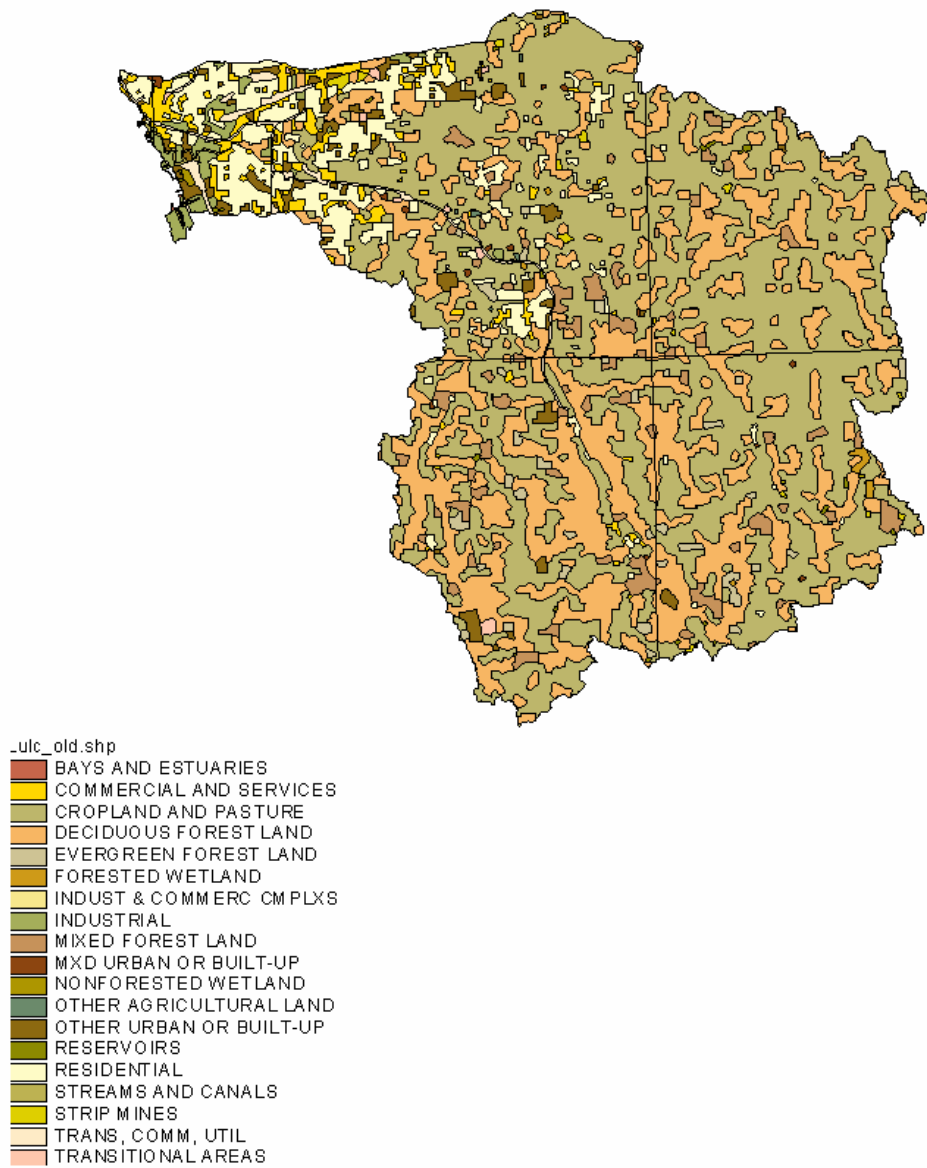 _ulc_old.shp
BAYS AND ESTUARIES
COMMERCIAL AND SERVICES
CROPLAND AND PASTURE
DECIDUOUS FOREST LAND
EVERGREEN FOREST LAND
FORESTED WETLAND
INDUST & COMMERC CMPLXS
INDUSTRIAL
MIXED FOREST LAND
MXD URBAN OR BUILT-UP
NONFORESTED WETLAND
OTHER AGRICULTURAL LAND
OTHER URBAN OR BUILT-UP
RESERVOIRS
RESIDENTIAL
STREAMS AND CANALS
STRIP MINES
TRANS, COMM, UTIL
TRANSITIONAL AREAS